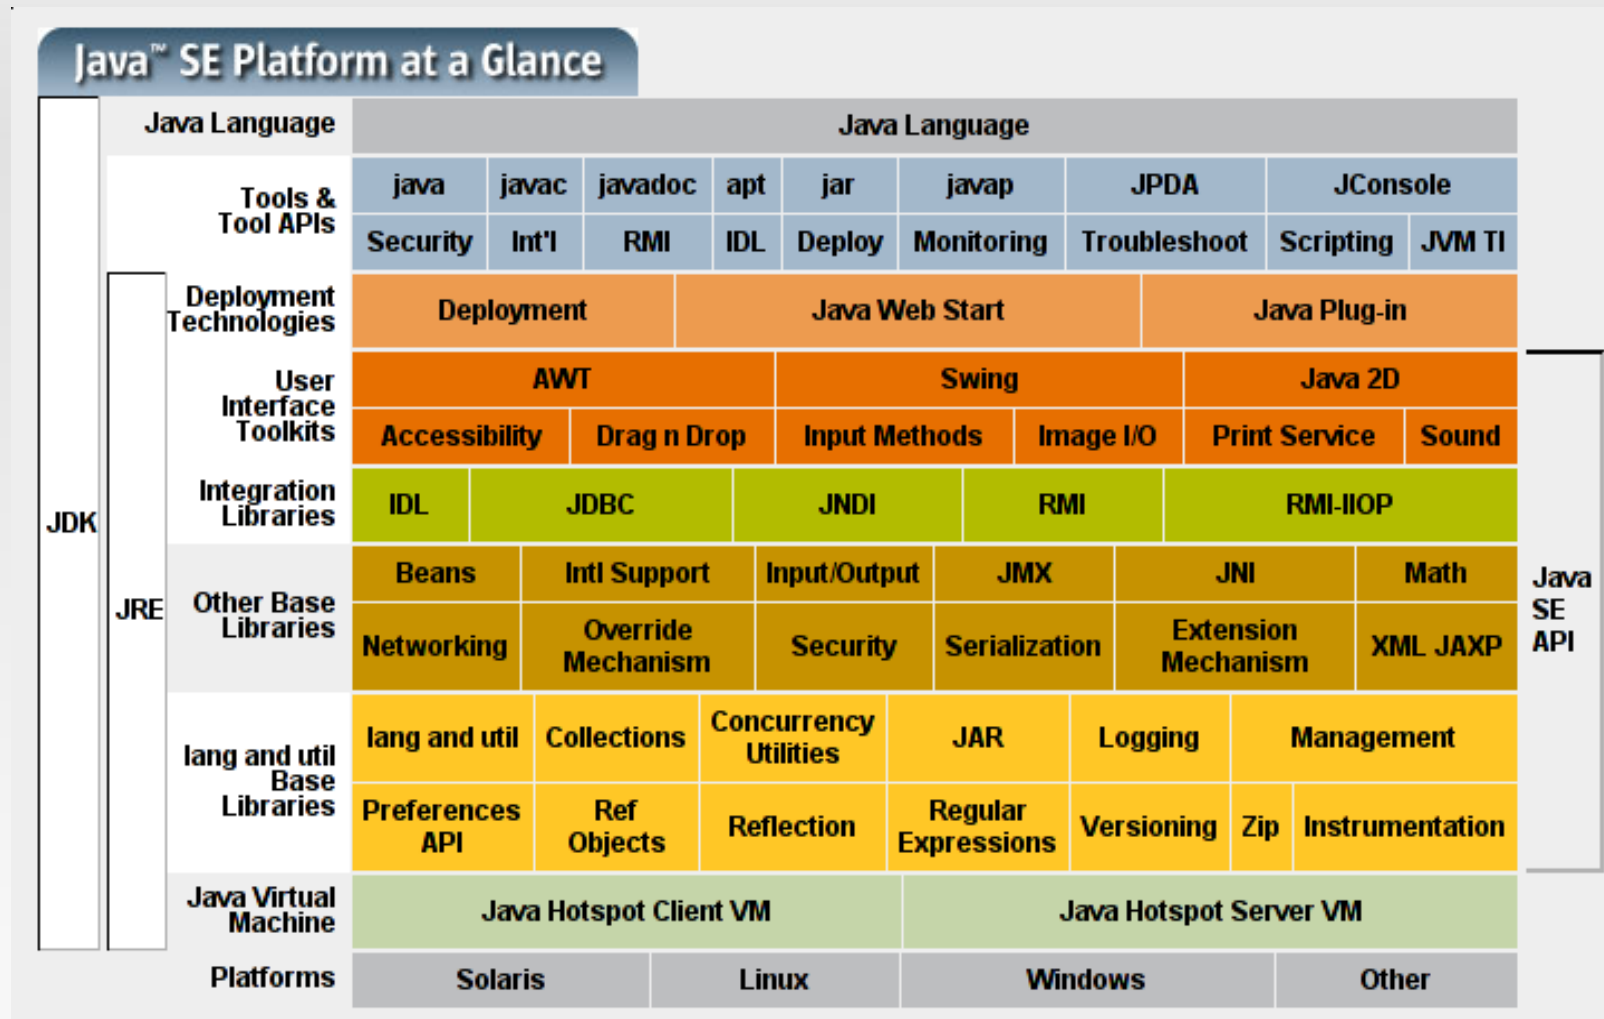 Java™ SE Platform at a Glance
Java Language
Java Language
Tools &
Tool APIs
java javac javadoc apt jar javap JPDA JConsole
Security Int'l RMI IDL Deploy Monitoring Troubleshoot Scripting JVM TI
Deployment
Technologies
Deployment Java Web Start Java Plug-in
User
Interface
Toolkits
AWT Swing Java 2D
Accessibility Drag n Drop Input Methods Image I/O Print Service Sound
Integration
Libraries
IDL JDBC JNDI RMI RMI-IIOP
JDK
JRE
Other Base
Libraries
Beans Intl Support Input/Output JMX JNI Math
Networking Override
Mechanism Security Serialization Extension
Mechanism XML JAXP
Java
SE
API
lang and util
Base
Libraries
lang and util Collections Concurrency
Utilities JAR Logging Management
Preferences
API Ref
Objects Reflection Regular
Expressions Versioning Zip Instrumentation
Java Virtual
Machine
Java Hotspot Client VM Java Hotspot Server VM
Platforms
Solaris Linux Windows Other